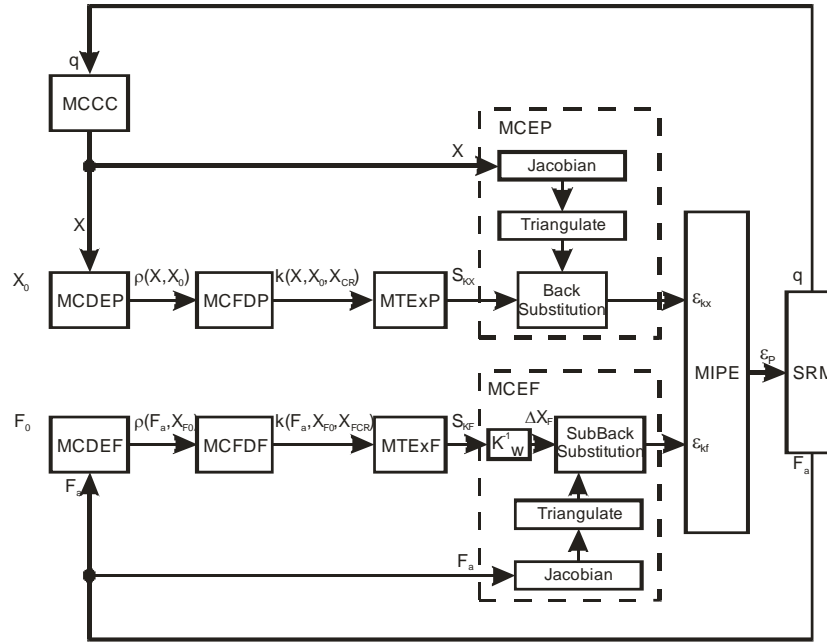 q
MCCC
MCEP
X
Jacobian
X
Triangulate
X₀
ρ(X,X₀)
k(X,X₀,X_CR)
S_KX
MCDEP
MCFDP
MTExP
Back
Substitution
ε_kx
q
MIPE
ε_P
SRM
MCEF
F₀
ρ(F_a,X_F0)
k(F_a,X_F0,X_FCR)
S_KF
ΔX_F
MCDEF
MCFDF
MTExF
K⁻¹_w
SubBack
Substitution
ε_kf
F_a
F_a
Triangulate
F_a
Jacobian